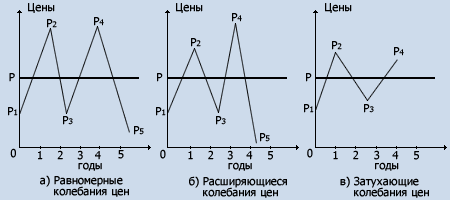 Цены Цены Цены
P4
P2 P4
P2
P2 P4
P P P
P1 P3 P1 P3 P1 P3
P5 P5
0 1 2 3 4 5 0 1 2 3 4 5 0 1 2 3 4 5
годы годы годы
а) Равномерные б) Расширяющиеся в) Затухающие
колебания цен колебания цен колебания цен